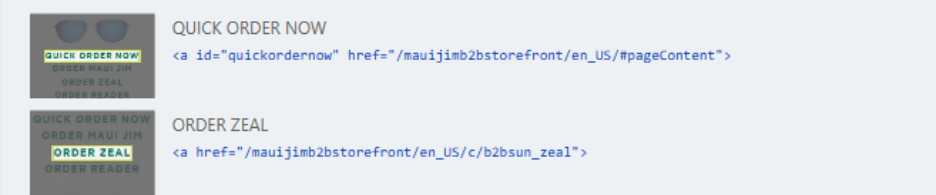 QUICK ORDER NOW
ORDER MAUI JIM
ORDER ZEAL
ORDER READER
QUICK ORDER NOW
<a id="quickordernow" href="/mauijimb2bstorefront/en_US/#pageContent">
QUICK ORDER NOW
ORDER MAUI JIM
ORDER ZEAL
ORDER READER
ORDER ZEAL
<a href="/mauijimb2bstorefront/en_US/c/b2bsun_zeal">